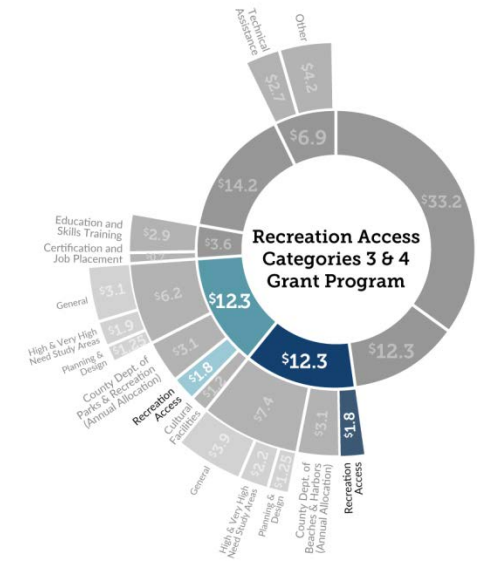 Technical
Assistance
Other
$2.7
$4.2
$6.9
$14.2
$33.2
Education and
Skills Training
$2.9
$3.6
Certification and
Job Placement
Recreation Access
Categories 3 & 4
Grant Program
General
$3.1
$6.2
$12.3
High & Very High
Need Study Areas
$1.9
Planning &
Design
$1.25
County Dept. of
Parks & Recreation
(Annual Allocation)
$3.1
Recreation
Access
$1.8
Cultural
Facilities
$1.2
$12.3
$12.3
General
$3.9
$7.4
High & Very High
Need Study Areas
$2.2
Planning &
Design
$1.25
County Dept. of
Beaches & Harbors
(Annual Allocation)
$3.1
Recreation
Access
$1.8